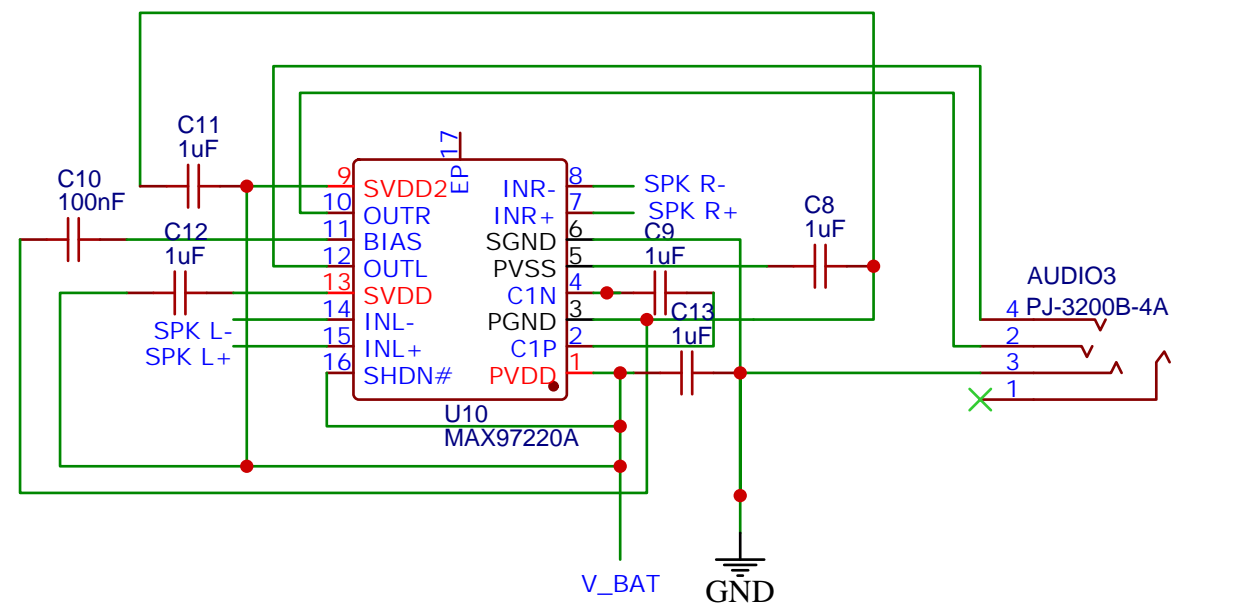 C11
1uF
C10
100nF
C12
1uF
17
EP
9
SVDD2
10
OUTR
11
BIAS
12
OUTL
13
SVDD
14
INL-
15
INL+
16
SHDN#
SPK L-
SPK L+
INR-
8
SPK R-
INR+
7
SPK R+
SGND
6
PVSS
5
C1N
4
PGND
3
C1P
2
PVDD
1
C9
1uF
C13
1uF
C8
1uF
U10
MAX97220A
AUDIO3
PJ-3200B-4A
4
2
3
1
V_BAT
GND